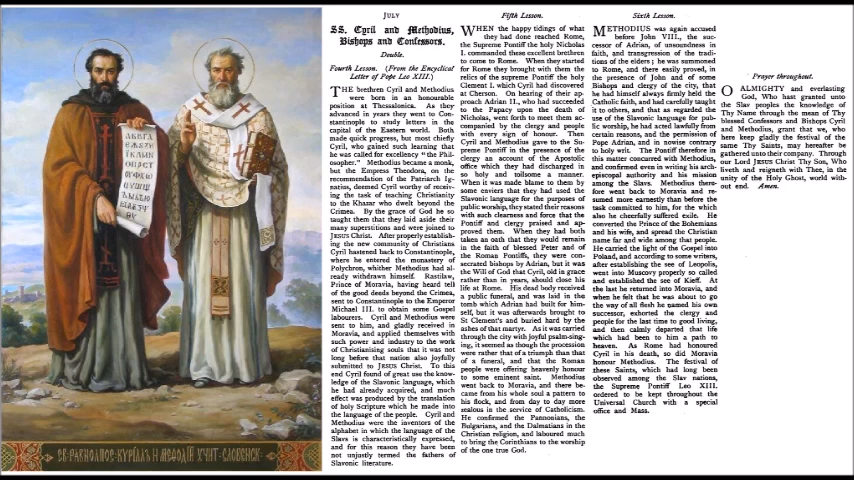 АБВГД
СВ·РАВНОАПОС·КУРІЛЛЪ И МЕѲОДІЙ УЧИТ·СЛОВЕНСК·
JULY
SS. Cyril and Methodius,
Bishops and Confessors.
Double.
Fourth Lesson. (From the Encyclical
Letter of Pope Leo XIII.)
THE brethren Cyril and Methodius
were born in an honourable
position at Thessalonica. As they
advanced in years they went to Con-
stantinople to study letters in the
capital of the Eastern world. Both
made quick progress, but most chiefly
Cyril, who gained such learning that
he was called for excellency "the Phil-
osopher." Methodius became a monk,
but the Empress Theodora, on the
recommendation of the Patriarch Ig-
natius, deemed Cyril worthy of receiv-
ing the task of teaching Christianity
to the Khazar who dwelt beyond the
Crimea. By the grace of God he so
taught them that they laid aside their
many superstitions and were joined to
JESUS Christ. After properly establish-
ing the new community of Christians
Cyril hastened back to Constantinople,
where he entered the monastery of
Polychron, whither Methodius had al-
ready withdrawn himself. Rastilaw,
Prince of Moravia, having heard tell
of the good deeds beyond the Crimea,
sent to Constantinople to the Emperor
Michael III. to obtain some Gospel
labourers. Cyril and Methodius were
sent to him, and gladly received in
Moravia, and applied themselves with
such power and industry to the work
of Christianising souls that it was not
long before that nation also joyfully
submitted to JESUS Christ. To this
end Cyril found of great use the know-
ledge of the Slavonic language, which
he had already acquired, and much
effect was produced by the translation
of holy Scripture which he made into
the language of the people. Cyril and
Methodius were the inventors of the
alphabet in which the language of the
Slavs is characteristically expressed,
and for this reason they have been
not unjustly termed the fathers of
Slavonic literature.
Fifth Lesson.
WHEN the happy tidings of what
they had done reached Rome,
the Supreme Pontiff the holy Nicholas
I. commanded these excellent brethren
to come to Rome. When they started
for Rome they brought with them the
relics of the supreme Pontiff the holy
Clement I. which Cyril had discovered
at Cherson. On hearing of their ap-
proach Adrian II., who had succeeded
to the Papacy upon the death of
Nicholas, went forth to meet them ac-
companied by the clergy and people
with every sign of honour. Then
Cyril and Methodius gave to the Su-
preme Pontiff in the presence of the
clergy an account of the Apostolic
office which they had discharged in
so holy and toilsome a manner.
When it was made blame to them by
some enviers that they had used the
Slavonic language for the purposes of
public worship, they stated their reasons
with such clearness and force that the
Pontiff and clergy praised and ap-
proved them. When they had both
taken an oath that they would remain
in the faith of blessed Peter and of
the Roman Pontiffs, they were con-
secrated bishops by Adrian, but it was
the Will of God that Cyril, old in grace
rather than in years, should close his
life at Rome. His dead body received
a public funeral, and was laid in the
tomb which Adrian had built for him-
self, but it was afterwards brought to
St Clement's and buried hard by the
ashes of that martyr. As it was carried
through the city with joyful psalm-sing-
ing, it seemed as though the procession
were rather that of a triumph than that
of a funeral, and that the Roman
people were offering heavenly honour
to some eminent saint. Methodius
went back to Moravia, and there be-
came from his whole soul a pattern to
his flock, and from day to day more
zealous in the service of Catholicism.
He confirmed the Pannonians, the
Bulgarians, and the Dalmatians in the
Christian religion, and laboured much
to bring the Corinthians to the worship
of the one true God.
Sixth Lesson.
METHODIUS was again accused
before John VIII., the suc-
cessor of Adrian, of unsoundness in
faith, and transgression of the tradi-
tions of the elders; he was summoned
to Rome, and there easily proved, in
the presence of John and of some
Bishops and clergy of the city, that
he had himself always firmly held the
Catholic faith, and had carefully taught
it to others, and that as regarded the
use of the Slavonic language for pub-
lic worship, he had acted lawfully from
certain reasons, and the permission of
Pope Adrian, and in nowise contrary
to holy writ. The Pontiff therefore in
this matter concurred with Methodius,
and confirmed even in writing his arch-
episcopal authority and his mission
among the Slavs. Methodius there-
fore went back to Moravia and re-
sumed more earnestly than before the
task committed to him, for the which
also he cheerfully suffered exile. He
converted the Prince of the Bohemians
and his wife, and spread the Christian
name far and wide among that people.
He carried the light of the Gospel into
Poland, and according to some writers,
after establishing the see of Leopolis,
went into Muscovy properly so called
and established the see of Kieff. At
the last he returned into Moravia, and
when he felt that he was about to go
the way of all flesh he named his own
successor, exhorted the clergy and
people for the last time to good living,
and then calmly departed that life
which had been to him a path to
heaven. As Rome had honoured
Cyril in his death, so did Moravia
honour Methodius. The festival of
these Saints, which had long been
observed among the Slav nations,
the Supreme Pontiff Leo XIII.
ordered to be kept throughout the
Universal Church with a special
office and Mass.
Prayer throughout.
O ALMIGHTY and everlasting
God, Who hast granted unto
the Slav peoples the knowledge of
Thy Name through the mean of Thy
blessed Confessors and Bishops Cyril
and Methodius, grant that we, who
here keep gladly the festival of the
same Thy Saints, may hereafter be
gathered unto their company. Through
our Lord JESUS Christ Thy Son, Who
liveth and reigneth with Thee, in the
unity of the Holy Ghost, world with-
out end. Amen.